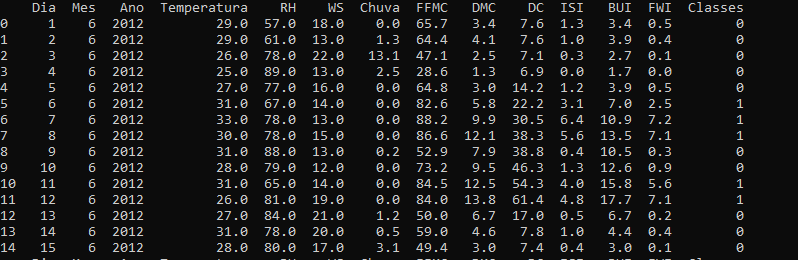 Dia Mes Ano Temperatura RH WS Chuva FFMC DMC DC ISI BUI FWI Classes
0 1 6 2012 29.0 57.0 18.0 0.0 65.7 3.4 7.6 1.3 3.4 0.5 0
1 2 6 2012 29.0 61.0 13.0 1.3 64.4 4.1 7.6 1.0 3.9 0.4 0
2 3 6 2012 26.0 78.0 22.0 13.1 47.1 2.5 7.1 0.3 2.7 0.1 0
3 4 6 2012 25.0 89.0 13.0 2.5 28.6 1.3 6.9 0.0 1.7 0.0 0
4 5 6 2012 27.0 77.0 16.0 0.0 64.8 3.0 14.2 1.2 3.9 0.5 0
5 6 6 2012 31.0 67.0 14.0 0.0 82.6 5.8 22.2 3.1 7.0 2.5 1
6 7 6 2012 33.0 78.0 13.0 0.0 88.2 9.9 30.5 6.4 10.9 7.2 1
7 8 6 2012 30.0 78.0 15.0 0.0 86.6 12.1 38.3 5.6 13.5 7.1 1
8 9 6 2012 31.0 88.0 13.0 0.2 52.9 7.9 38.8 0.4 10.5 0.3 0
9 10 6 2012 28.0 79.0 12.0 0.0 73.2 9.5 46.3 1.3 12.6 0.9 0
10 11 6 2012 31.0 65.0 14.0 0.0 84.5 12.5 54.3 4.0 15.8 5.6 1
11 12 6 2012 26.0 81.0 19.0 0.0 84.0 13.8 61.4 4.8 17.7 7.1 1
12 13 6 2012 27.0 84.0 21.0 1.2 50.0 6.7 17.0 0.5 6.7 0.2 0
13 14 6 2012 31.0 78.0 20.0 0.5 59.0 4.6 7.8 1.0 4.4 0.4 0
14 15 6 2012 28.0 80.0 17.0 3.1 49.4 3.0 7.4 0.4 3.0 0.1 0